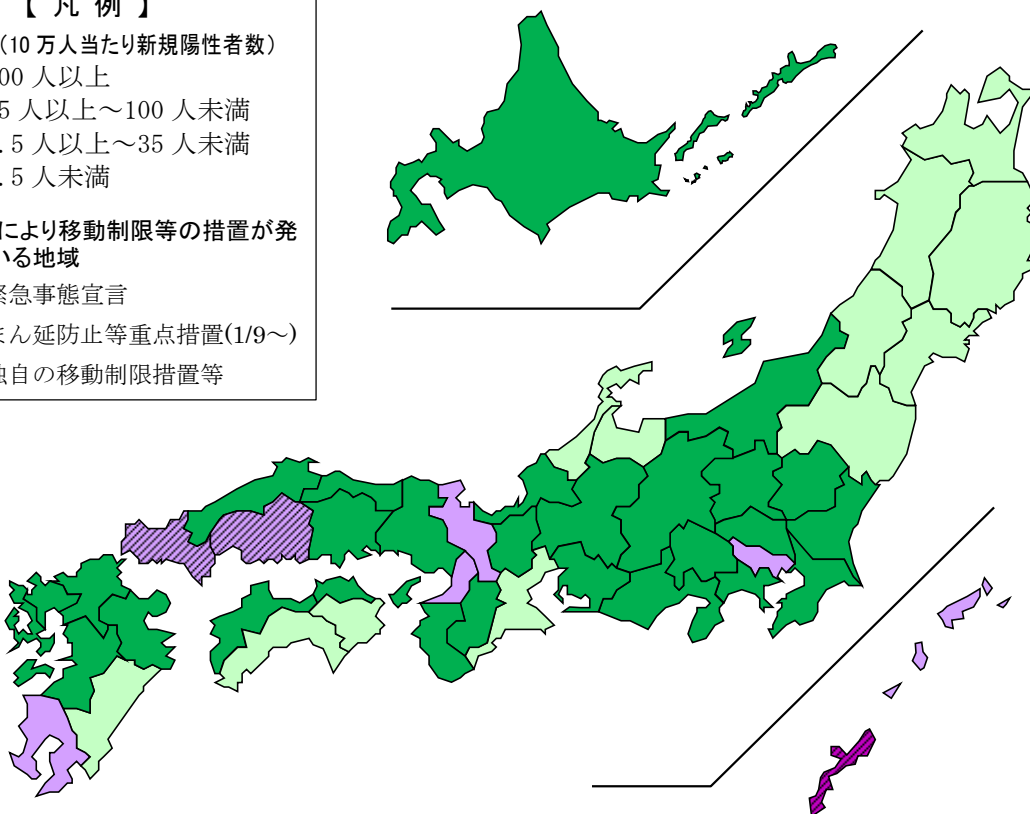 【 凡 例 】
(10 万人当たり新規陽性者数)
00 人以上
5 人以上～100 人未満
.5 人以上～35 人未満
.5 人未満
により移動制限等の措置が発
いる地域
緊急事態宣言
まん延防止等重点措置(1/9～)
独自の移動制限措置等